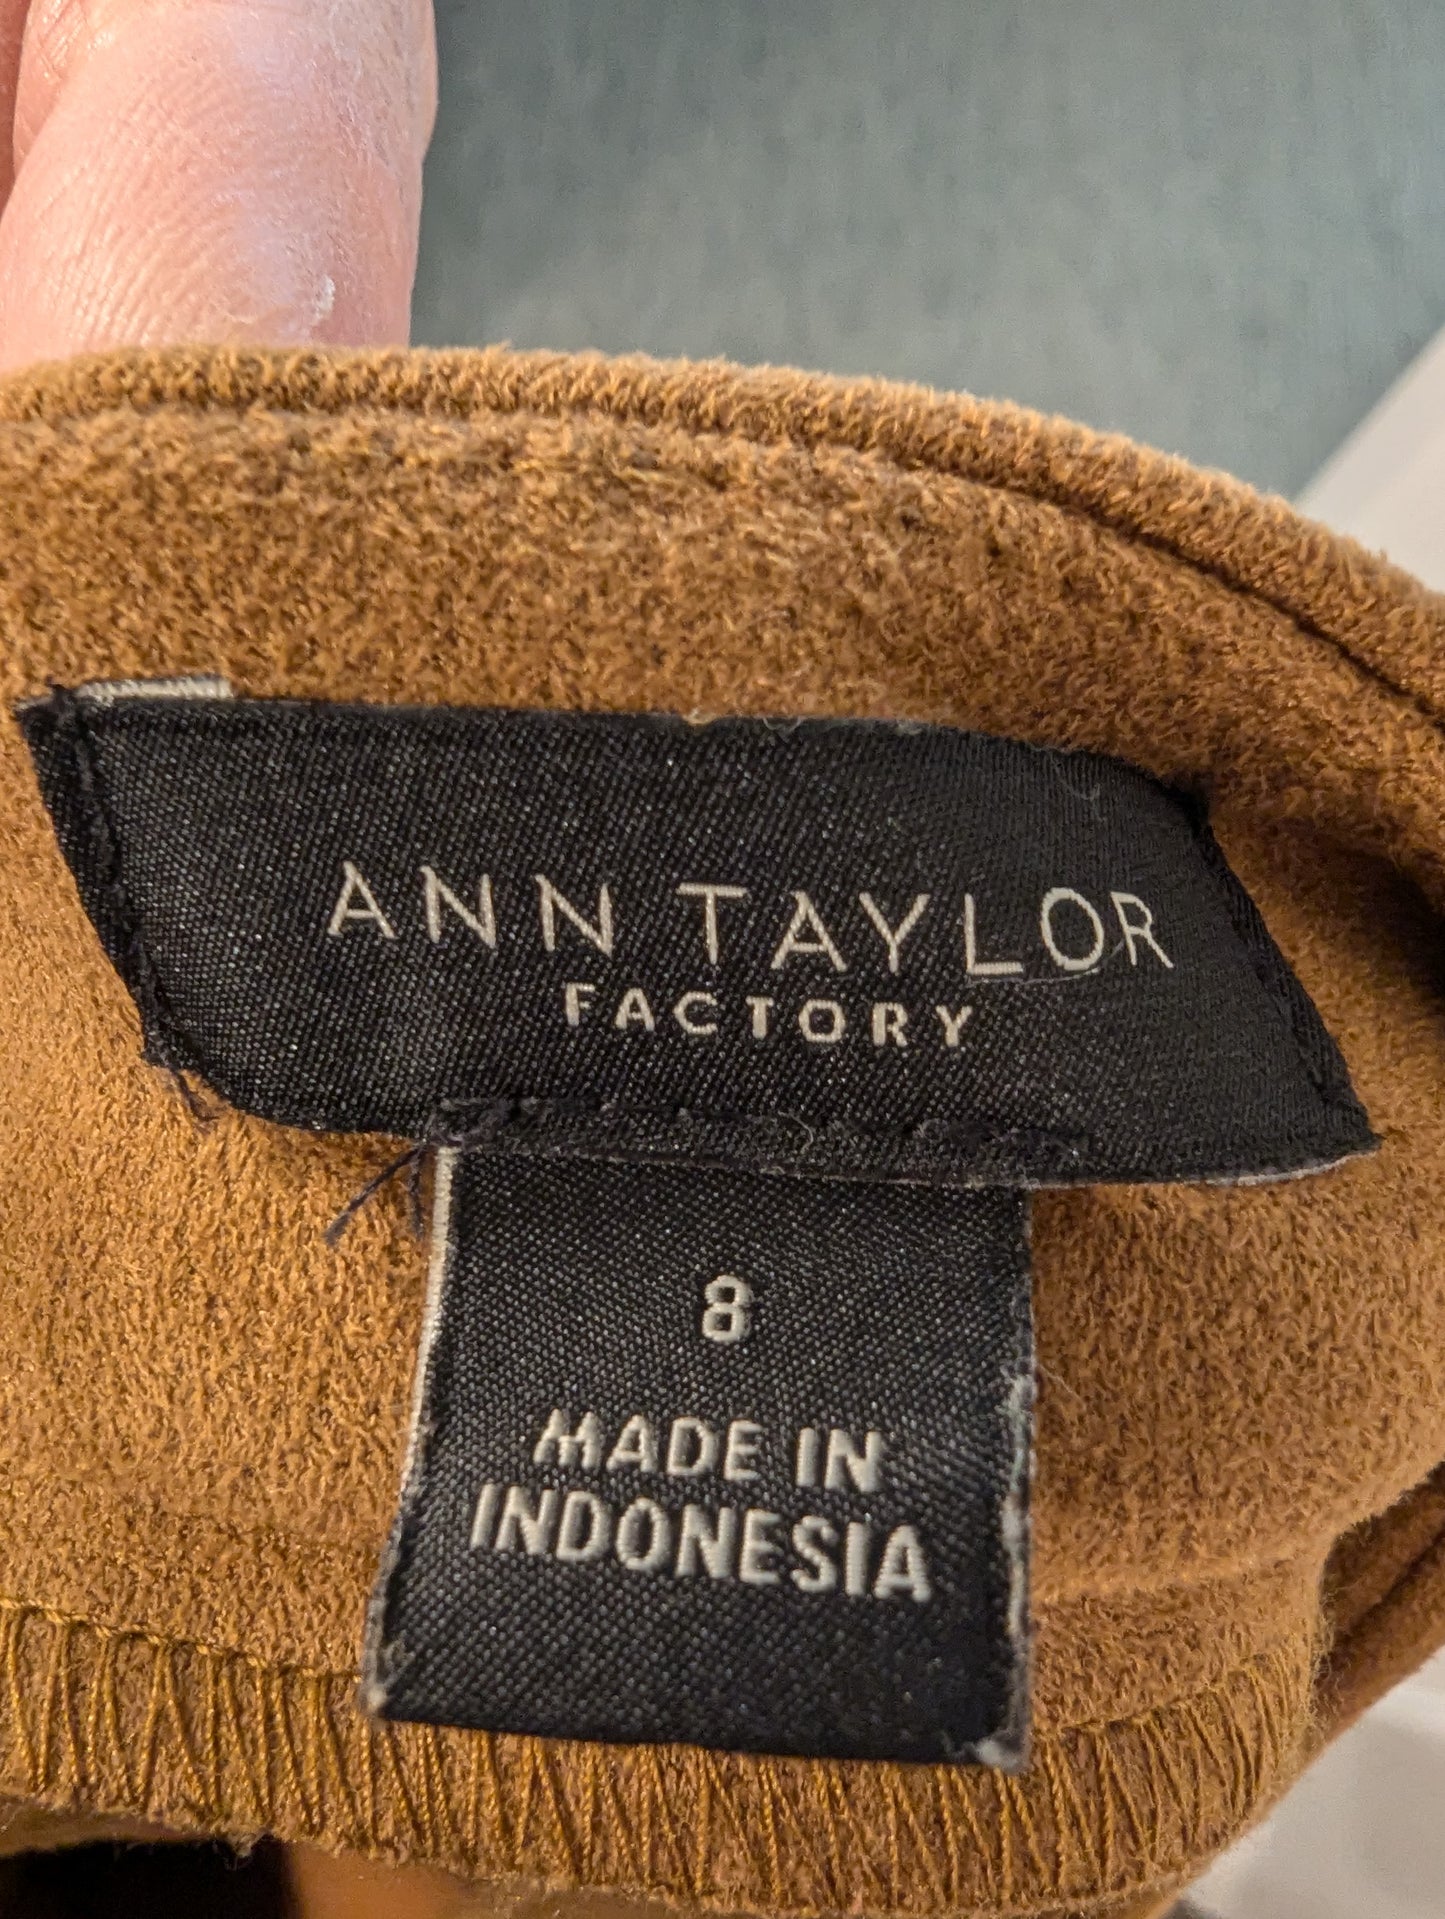 ANN TAYLOR
FACTORY
8
MADE IN
INDONESIA